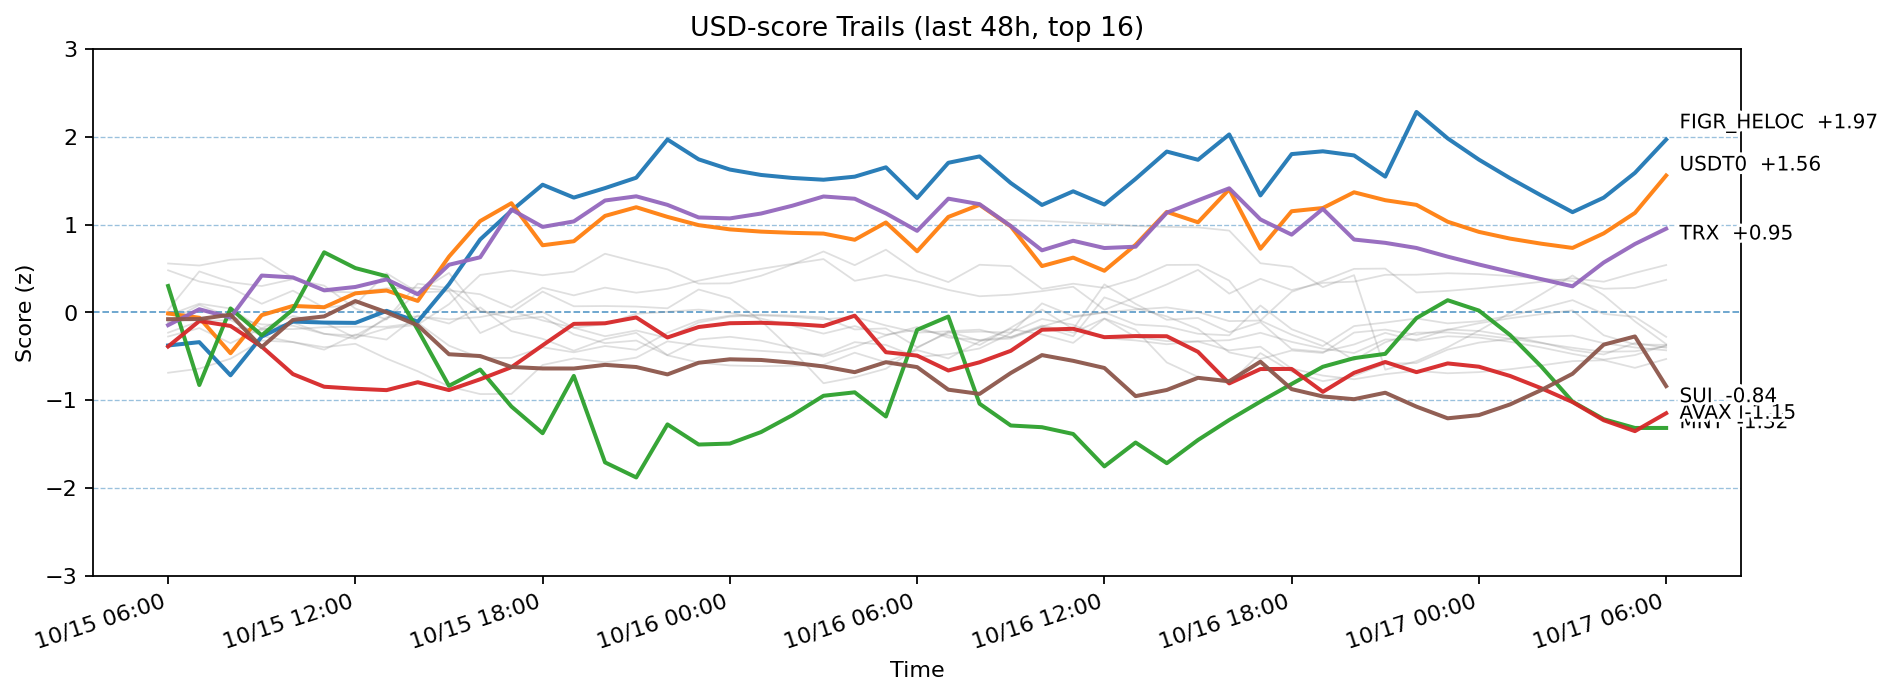 USD-score Trails (last 48h, top 16)
Score (z)
3
2
1
0
−1
−2
−3
FIGR_HELOC +1.97
USDT0 +1.56
TRX +0.95
SUI -0.84
AVAX -1.15
MNT -1.32
10/15 06:00
10/15 12:00
10/15 18:00
10/16 00:00
10/16 06:00
10/16 12:00
10/16 18:00
10/17 00:00
10/17 06:00
Time